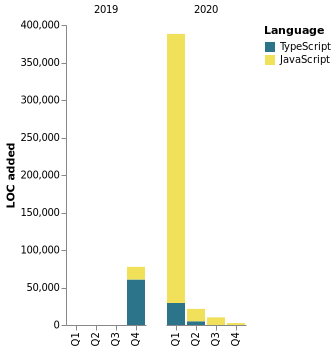 2019 2020
Language
TypeScript
JavaScript
LOC added
400,000
350,000
300,000
250,000
200,000
150,000
100,000
50,000
0
Q1 Q2 Q3 Q4 Q1 Q2 Q3 Q4